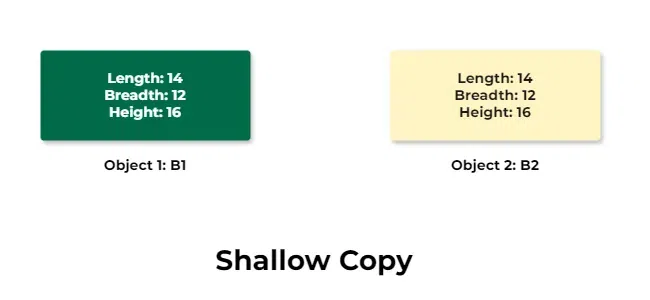 Length: 14
Breadth: 12
Height: 16
Object 1: B1
Length: 14
Breadth: 12
Height: 16
Object 2: B2
Shallow Copy